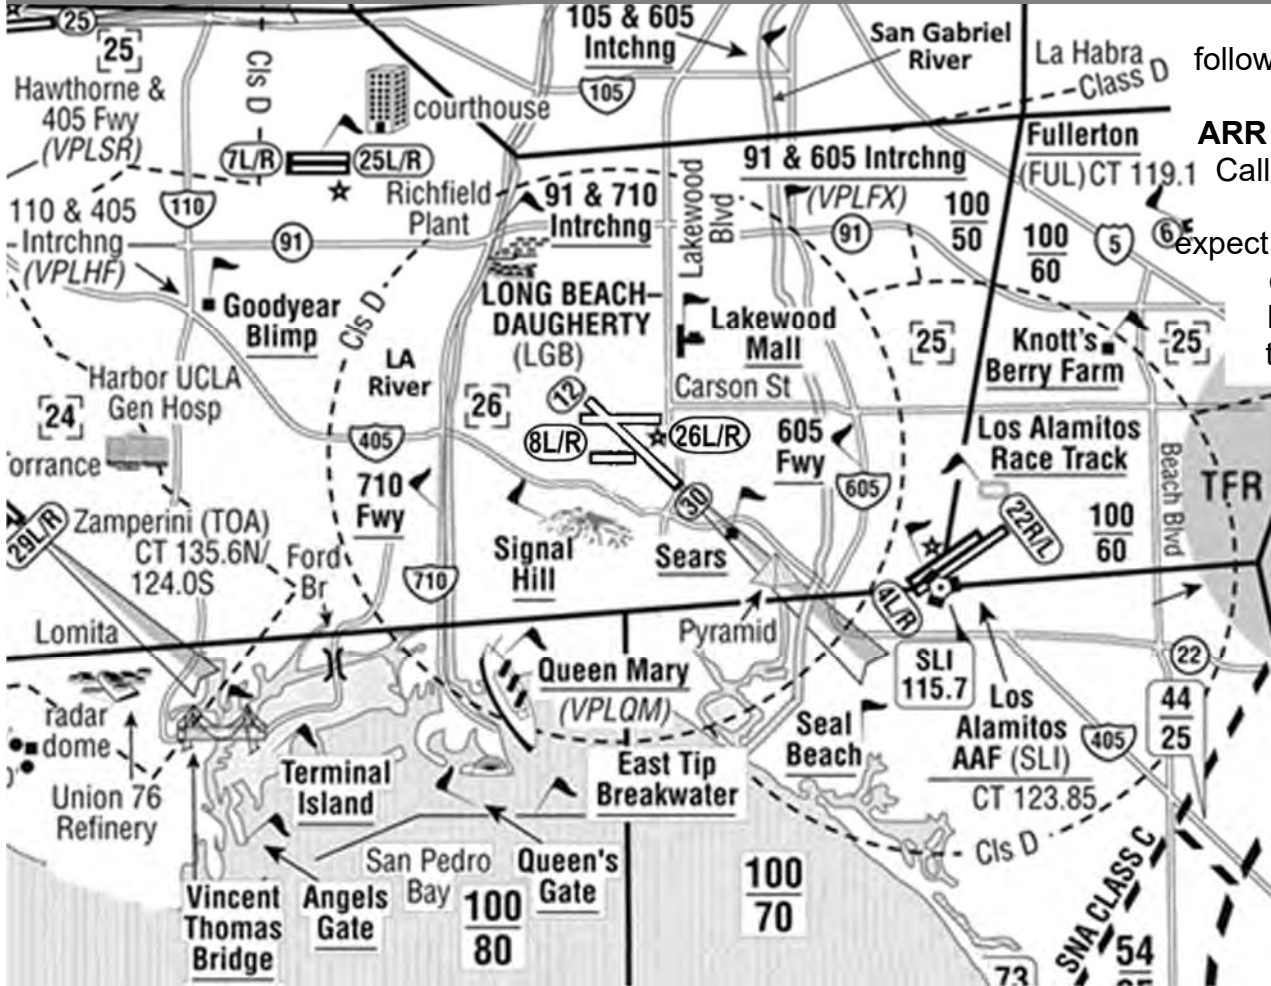 25
25
Cls D
105 & 605
Intchng
San Gabriel
River
La Habra
Class D
follow
Hawthorne &
405 Fwy
(VPLSR)
courthouse
105
7L/R
25L/R
Fullerton
(FUL) CT 119.1
ARR
Call
91 & 605 Intrchng
(VPLFX)
Richfield
Plant
91 & 710
Intrchng
Lakewood
Blvd
110
110 & 405
Intrchng
(VPLHF)
91
91
100
50
100
60
5
6
expect
Goodyear
Blimp
Cls D
LONG BEACH–
DAUGHERTY
(LGB)
Lakewood
Mall
25
Knott's
Berry Farm
25
LA
River
Harbor UCLA
Gen Hosp
Carson St
24
26
12
405
8L/R
26L/R
605
Fwy
Los Alamitos
Race Track
Beach Blvd
TFR
orrance
710
Fwy
30
605
22R/L
100
60
29L/R
Zamperini (TOA)
CT 135.6N/
124.0S
Ford
Br
Signal
Hill
Sears
710
4L/R
Lomita
Pyramid
SLI
115.7
22
Queen Mary
(VPLQM)
Los
Alamitos
AAF (SLI)
CT 123.85
44
25
radar
dome
Seal
Beach
405
Union 76
Refinery
Terminal
Island
East Tip
Breakwater
Cls D
San Pedro
Bay
Queen's
Gate
Vincent
Thomas
Bridge
Angels
Gate
100
80
100
70
SNA CLASS C
54
73